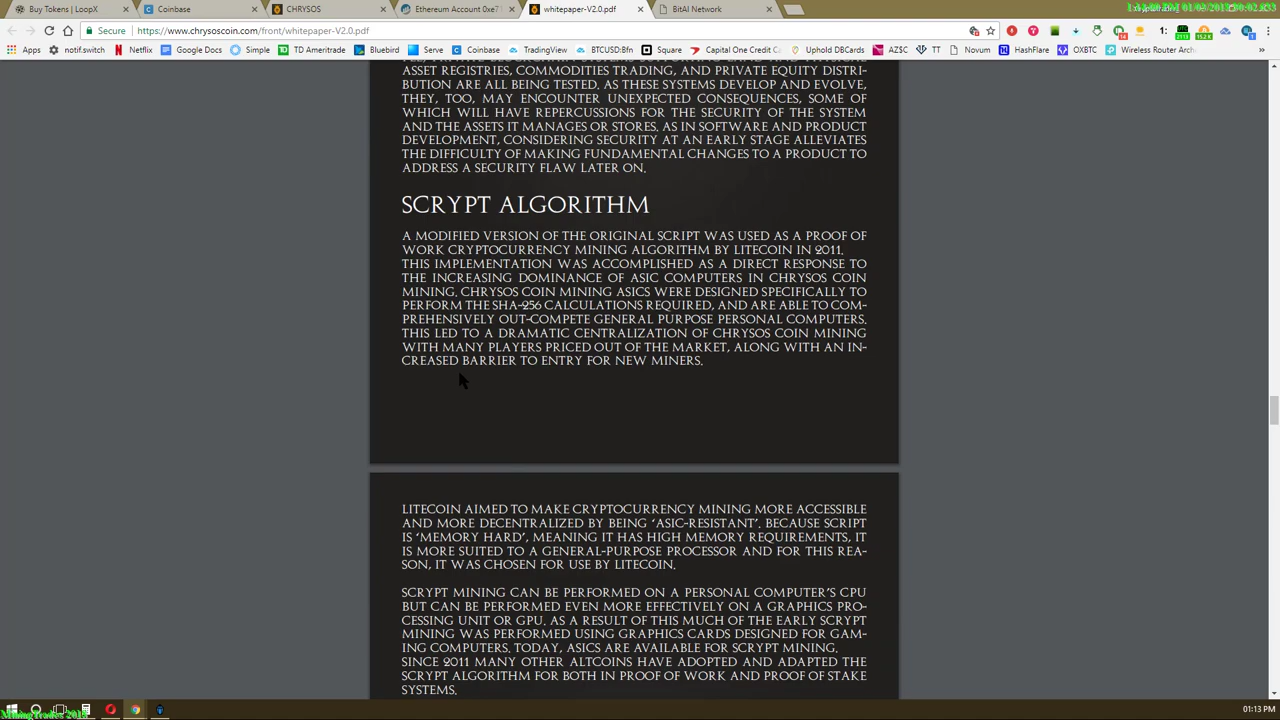 Buy Tokens | LoopX
Coinbase
CHRYSOS
Ethereum Account 0xe7
whitepaper-V2.0.pdf
BitAI Network
Secure
https://www.chrysoscoin.com/front/whitepaper-V2.0.pdf
Apps
notif.switch
Netflix
Google Docs
Simple
TD Ameritrade
Bluebird
Serve
Coinbase
TradingView
BTCUSD:Bfn
Square
Capital One Credit Ca
Uphold DBCards
AZ$C
TT
Novum
HashFlare
OXBTC
Wireless Router Arch
ASSET REGISTRIES, COMMODITIES TRADING, AND PRIVATE EQUITY DISTRI-
BUTION ARE ALL BEING TESTED. AS THESE SYSTEMS DEVELOP AND EVOLVE,
THEY, TOO, MAY ENCOUNTER UNEXPECTED CONSEQUENCES, SOME OF
WHICH WILL HAVE REPERCUSSIONS FOR THE SECURITY OF THE SYSTEM
AND THE ASSETS IT MANAGES OR STORES. AS IN SOFTWARE AND PRODUCT
DEVELOPMENT, CONSIDERING SECURITY AT AN EARLY STAGE ALLEVIATES
THE DIFFICULTY OF MAKING FUNDAMENTAL CHANGES TO A PRODUCT TO
ADDRESS A SECURITY FLAW LATER ON.
SCRYPT ALGORITHM
A MODIFIED VERSION OF THE ORIGINAL SCRIPT WAS USED AS A PROOF OF
WORK CRYPTOCURRENCY MINING ALGORITHM BY LITECOIN IN 2011.
THIS IMPLEMENTATION WAS ACCOMPLISHED AS A DIRECT RESPONSE TO
THE INCREASING DOMINANCE OF ASIC COMPUTERS IN CHRYSOS COIN
MINING. CHRYSOS COIN MINING ASICS WERE DESIGNED SPECIFICALLY TO
PERFORM THE SHA-256 CALCULATIONS REQUIRED, AND ARE ABLE TO COM-
PREHENSIVELY OUT-COMPETE GENERAL PURPOSE PERSONAL COMPUTERS.
THIS LED TO A DRAMATIC CENTRALIZATION OF CHRYSOS COIN MINING
WITH MANY PLAYERS PRICED OUT OF THE MARKET, ALONG WITH AN IN-
CREASED BARRIER TO ENTRY FOR NEW MINERS.
LITECOIN AIMED TO MAKE CRYPTOCURRENCY MINING MORE ACCESSIBLE
AND MORE DECENTRALIZED BY BEING 'ASIC-RESISTANT'. BECAUSE SCRIPT
IS 'MEMORY HARD', MEANING IT HAS HIGH MEMORY REQUIREMENTS, IT
IS MORE SUITED TO A GENERAL-PURPOSE PROCESSOR AND FOR THIS REA-
SON, IT WAS CHOSEN FOR USE BY LITECOIN.
SCRYPT MINING CAN BE PERFORMED ON A PERSONAL COMPUTER'S CPU
BUT CAN BE PERFORMED EVEN MORE EFFECTIVELY ON A GRAPHICS PRO-
CESSING UNIT OR GPU. AS A RESULT OF THIS MUCH OF THE EARLY SCRYPT
MINING WAS PERFORMED USING GRAPHICS CARDS DESIGNED FOR GAM-
ING COMPUTERS. TODAY, ASICS ARE AVAILABLE FOR SCRYPT MINING.
SINCE 2011 MANY OTHER ALTCOINS HAVE ADOPTED AND ADAPTED THE
SCRYPT ALGORITHM FOR BOTH IN PROOF OF WORK AND PROOF OF STAKE
SYSTEMS.
01:13 PM